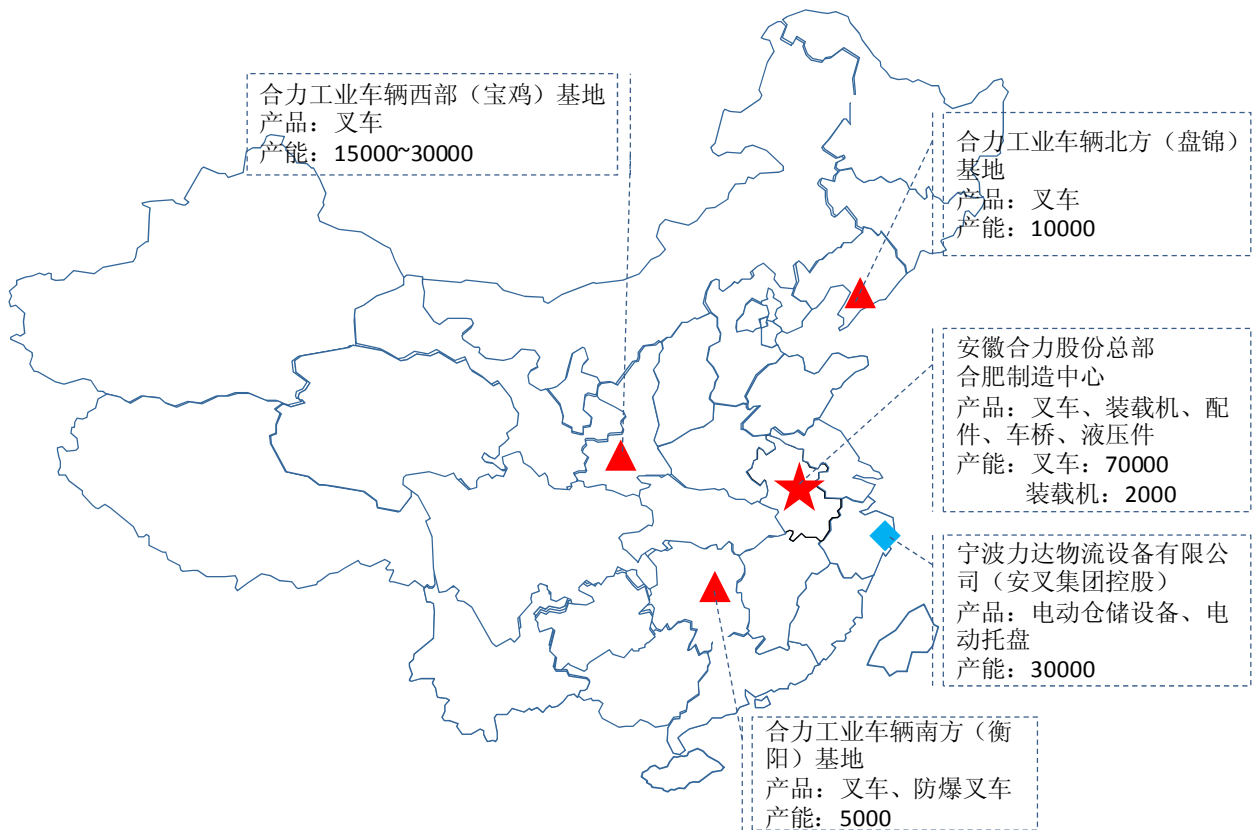 合力工业车辆西部（宝鸡）基地
产品：叉车
产能：15000~30000
合力工业车辆北方（盘锦）
基地
产品：叉车
产能：10000
安徽合力股份总部
合肥制造中心
产品：叉车、装载机、配
件、车桥、液压件
产能：叉车：70000
装载机：2000
宁波力达物流设备有限公
司（安叉集团控股）
产品：电动仓储设备、电
动托盘
产能：30000
合力工业车辆南方（衡
阳）基地
产品：叉车、防爆叉车
产能：5000